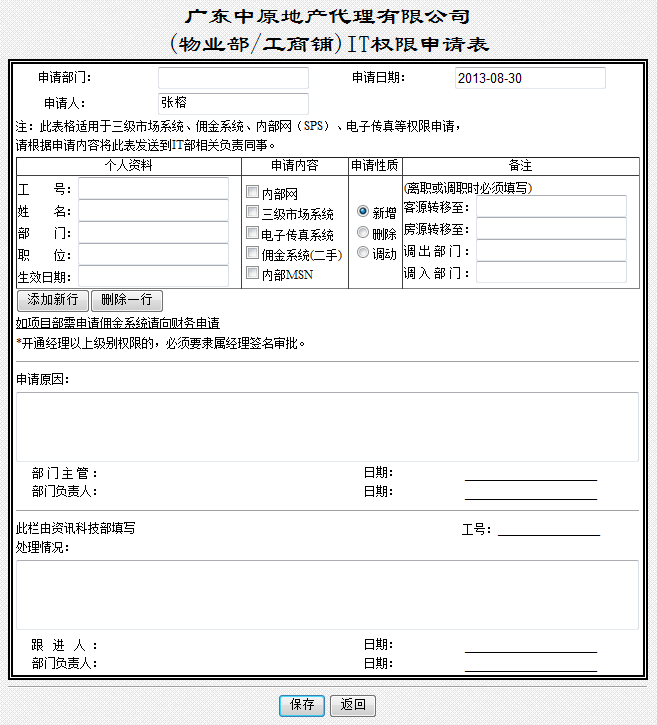 广东中原地产代理有限公司
(物业部/工商铺)IT权限申请表
申请部门： 申请日期： 2013-08-30
申请人： 张榕
注：此表格适用于三级市场系统、佣金系统、内部网（SPS）、电子传真等权限申请，
请根据申请内容将此表发送到IT部相关负责同事。
个人资料 申请内容 申请性质 备注
工 号： 内部网 (离职或调职时必须填写)
姓 名： 三级市场系统 新增 客源转移至：
部 门： 电子传真系统 删除 房源转移至：
职 位： 佣金系统(二手) 调动 调出部门：
生效日期： 内部MSN 调入部门：
添加新行 删除一行
如项目部需申请佣金系统请向财务申请
*开通经理以上级别权限的，必须要隶属经理签名审批。
申请原因：
部门主管： 日期：
部门负责人： 日期：
此栏由资讯科技部填写 工号：
处理情况：
跟 进 人 ： 日期：
部门负责人： 日期：
保存 返回